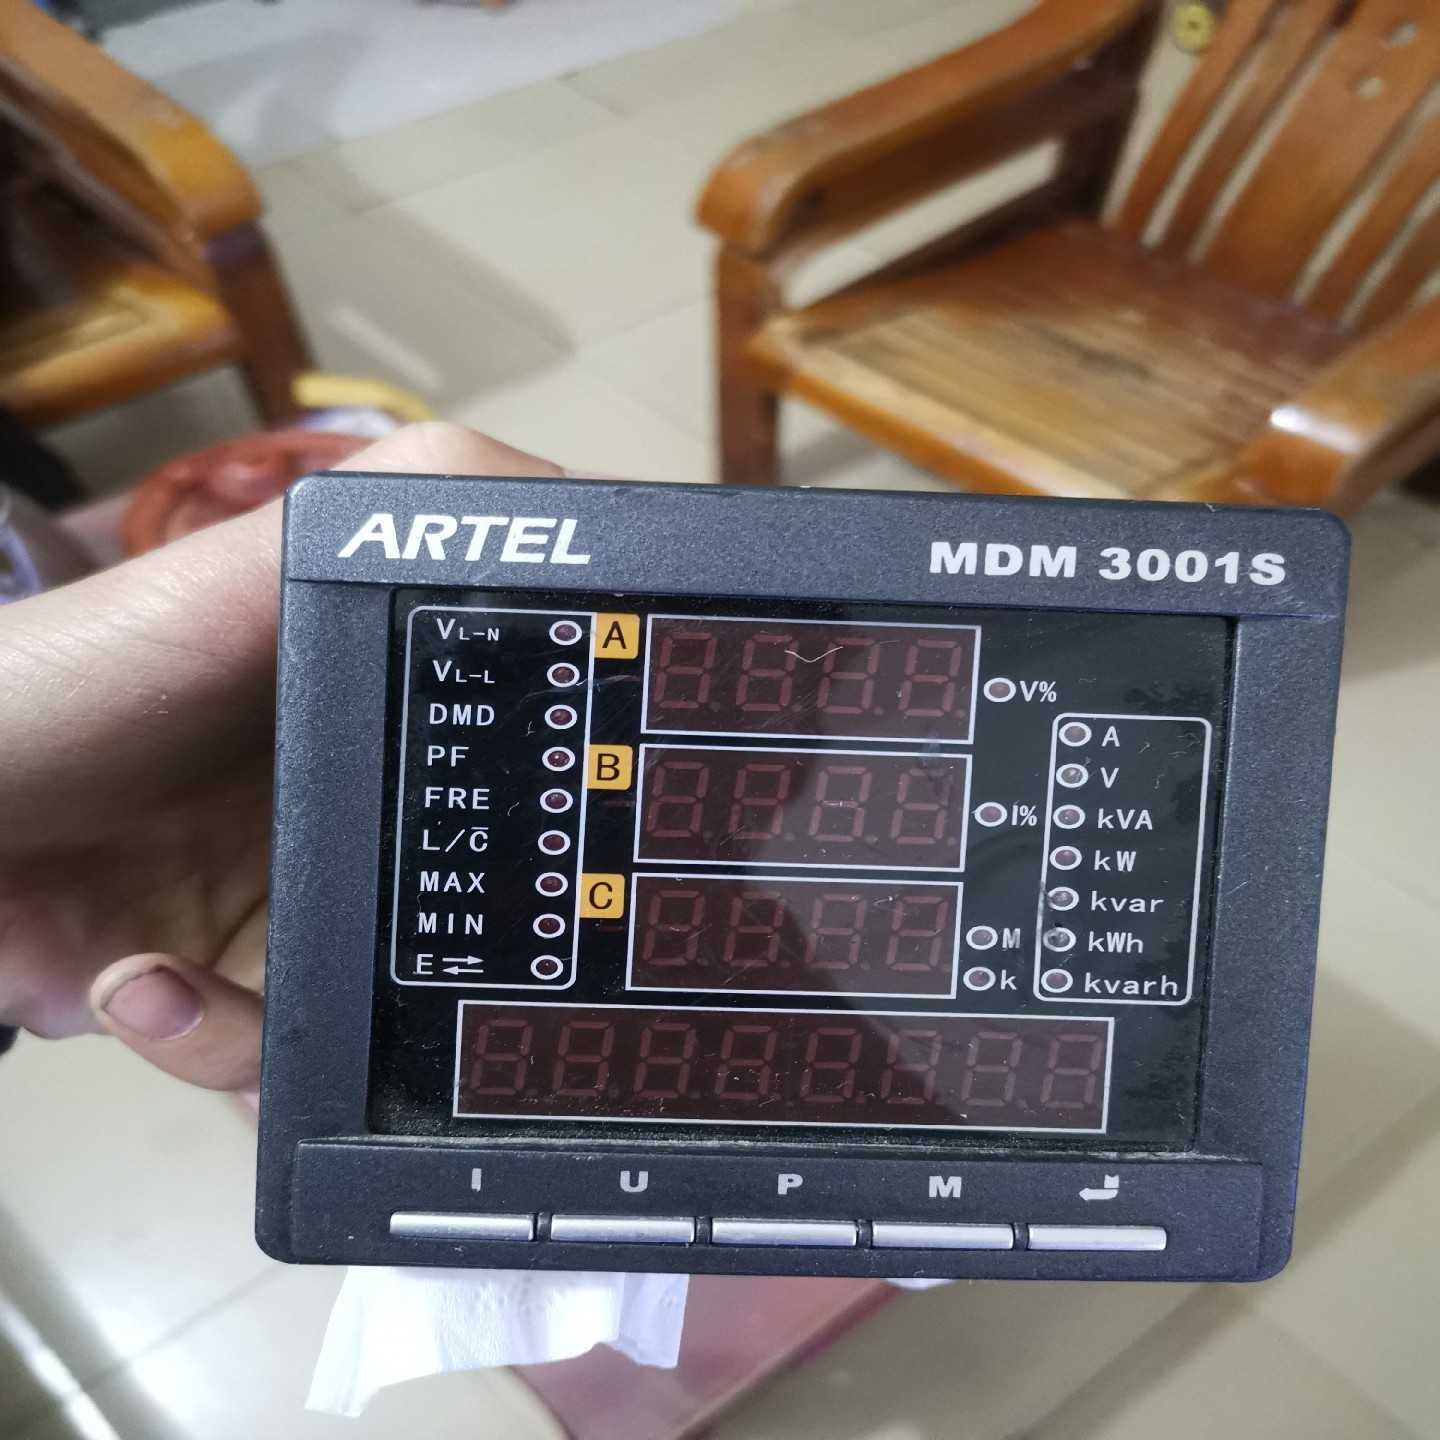 ARTEL
MDM 3001S
VL-N
VL-L
DMD
PF
FRE
L/C̅
MAX
MIN
E⇄
A
B
C
V%
I%
M
k
A
V
kVA
kW
kvar
kWh
kvarh
I U P M ↵